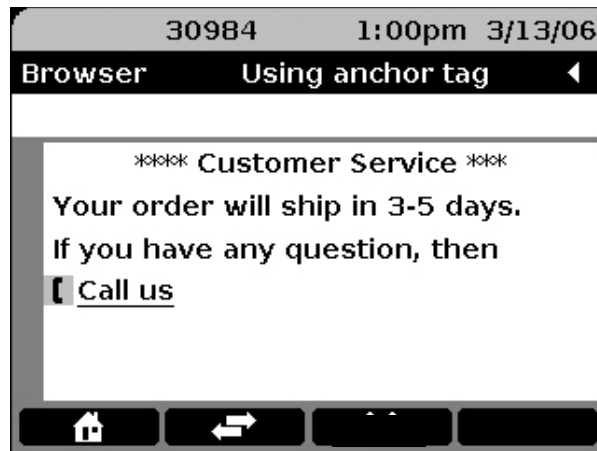 30984 1:00pm 3/13/06
Browser Using anchor tag
**** Customer Service ***
Your order will ship in 3-5 days.
If you have any question, then
Call us